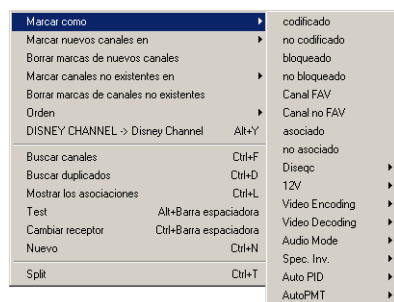 Marcar como
Marcar nuevos canales en
Borrar marcas de nuevos canales
Marcar canales no existentes en
Borrar marcas de canales no existentes
Orden
DISNEY CHANNEL -> Disney Channel Alt+Y
Buscar canales Ctrl+F
Buscar duplicados Ctrl+D
Mostrar los asociaciones Ctrl+L
Test Alt+Barra espaciadora
Cambiar receptor Ctrl+Barra espaciadora
Nuevo Ctrl+N
Split Ctrl+T
codificado
no codificado
bloqueado
no bloqueado
Canal FAV
Canal no FAV
asociado
no asociado
Diseqc
12V
Video Encoding
Video Decoding
Audio Mode
Spec. Inv.
Auto PID
AutoPMT